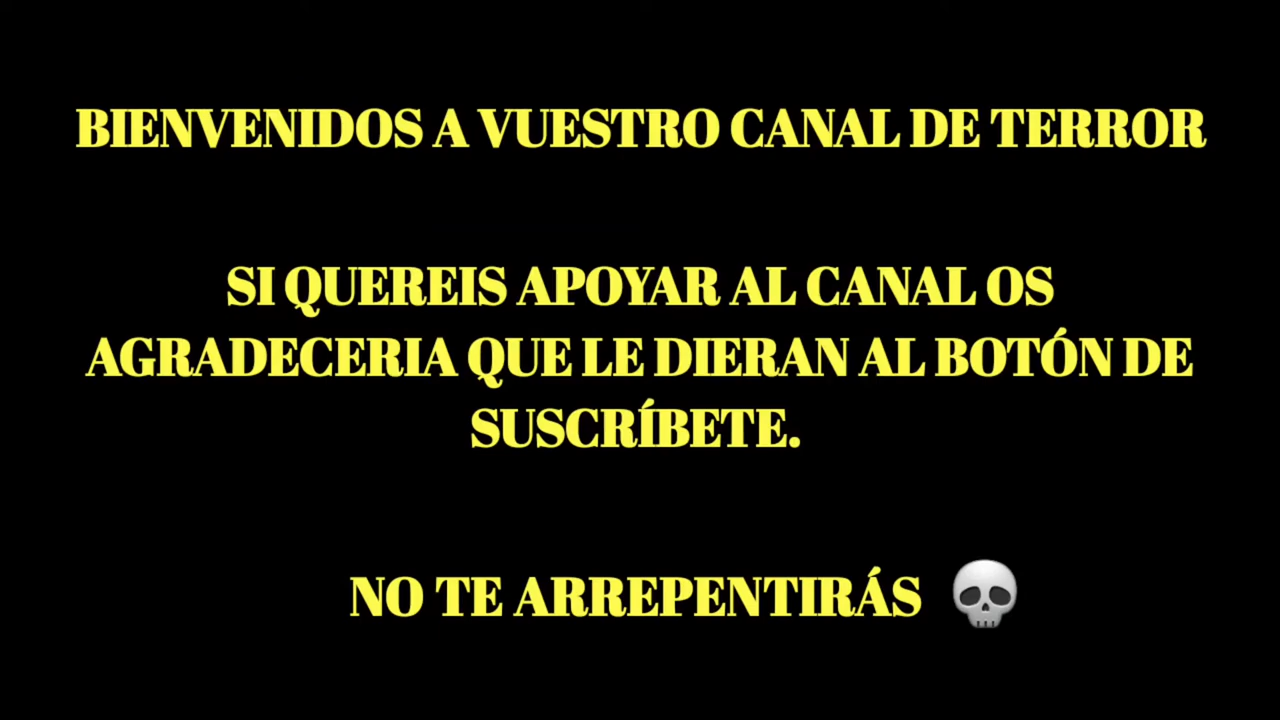 BIENVENIDOS A VUESTRO CANAL DE TERROR
SI QUEREIS APOYAR AL CANAL OS
AGRADECERIA QUE LE DIERAN AL BOTÓN DE
SUSCRÍBETE.
NO TE ARREPENTIRÁS 💀